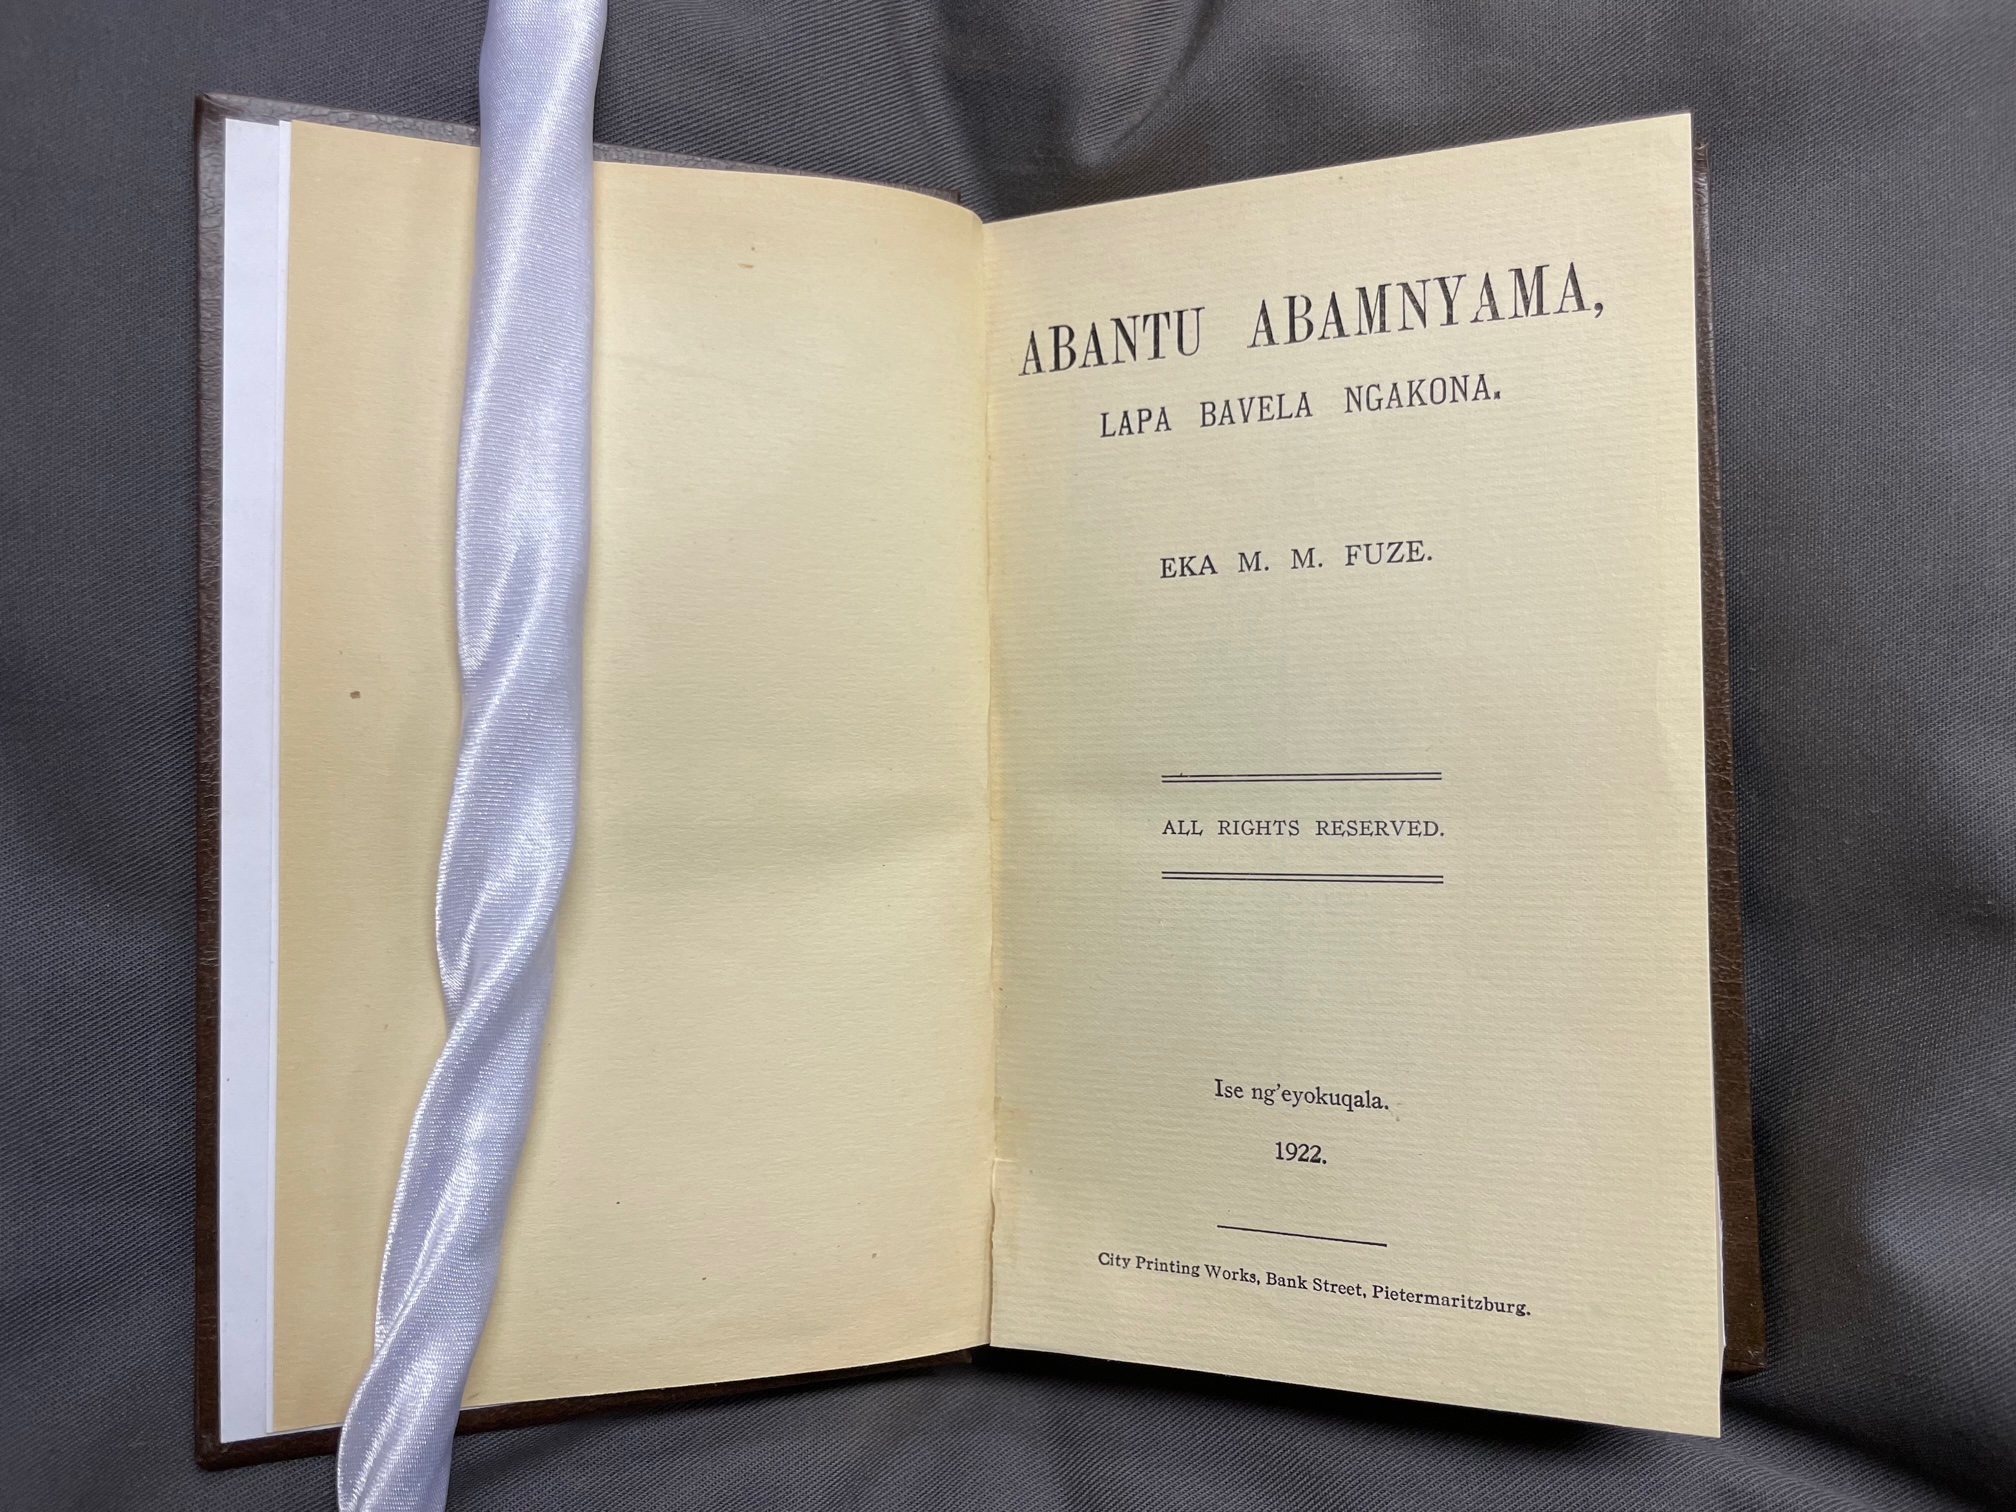 ABANTU ABAMNYAMA,
LAPA BAVELA NGAKONA.
EKA M. M. FUZE.
ALL RIGHTS RESERVED.
Ise ng'eyokuqala.
1922.
City Printing Works, Bank Street, Pietermaritzburg.